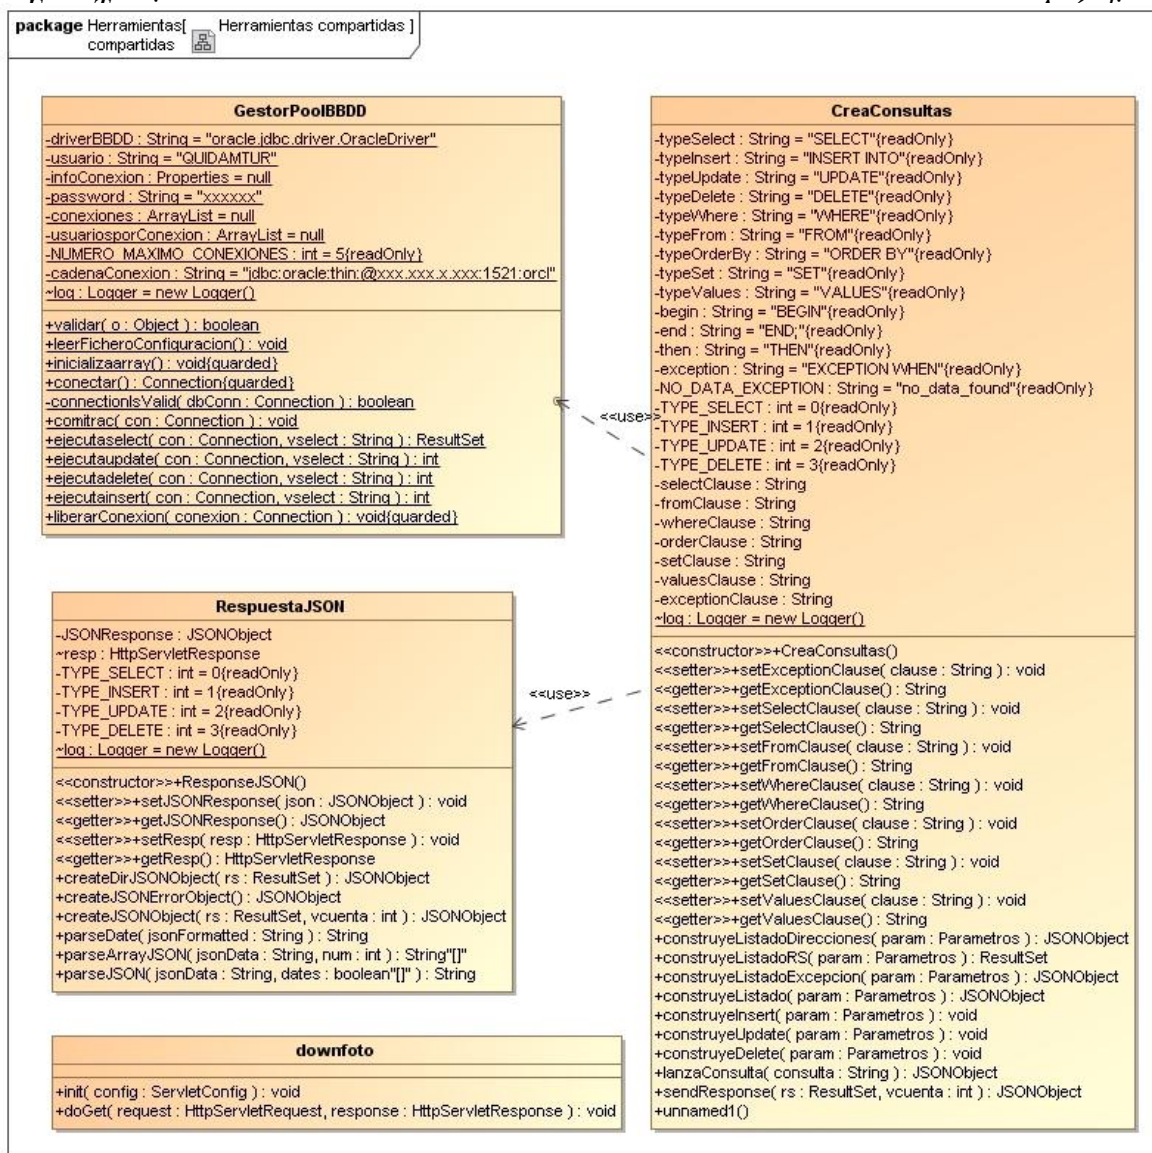 package Herramientas[ Herramientas compartidas ]
compartidas
GestorPoolBBDD
-driverBBDD : String = "oracle.jdbc.driver.OracleDriver"
-usuario : String = "QUIDAMTUR"
-infoConexion : Properties = null
-password : String = "xxxxxx"
-conexiones : ArrayList = null
-usuariosporConexion : ArrayList = null
-NUMERO_MAXIMO_CONEXIONES : int = 5{readOnly}
-cadenaConexion : String = "jdbc:oracle:thin:@xxx.xxx.x.xxx:1521:orcl"
~log : Logger = new Logger()
+validar( o : Object ) : boolean
+leerFicheroConfiguracion() : void
+inicializaarray() : void{guarded}
+conectar() : Connection{guarded}
-connectionIsValid( dbConn : Connection ) : boolean
+comitrac( con : Connection ) : void
+ejecutaselect( con : Connection, vselect : String ) : ResultSet
+ejecutaupdate( con : Connection, vselect : String ) : int
+ejecutadelete( con : Connection, vselect : String ) : int
+ejecutainsert( con : Connection, vselect : String ) : int
+liberarConexion( conexion : Connection ) : void{guarded}
<<use>>
RespuestaJSON
-JSONResponse : JSONObject
~resp : HttpServletResponse
-TYPE_SELECT : int = 0{readOnly}
-TYPE_INSERT : int = 1{readOnly}
-TYPE_UPDATE : int = 2{readOnly}
-TYPE_DELETE : int = 3{readOnly}
~log : Logger = new Logger()
<<constructor>>+ResponseJSON()
<<setter>>+setJSONResponse( json : JSONObject ) : void
<<getter>>+getJSONResponse() : JSONObject
<<setter>>+setResp( resp : HttpServletResponse ) : void
<<getter>>+getResp() : HttpServletResponse
+createDirJSONObject( rs : ResultSet ) : JSONObject
+createJSONErrorObject() : JSONObject
+createJSONObject( rs : ResultSet, vcuenta : int ) : JSONObject
+parseDate( jsonFormatted : String ) : String
+parseArrayJSON( jsonData : String, num : int ) : String"[]"
+parseJSON( jsonData : String, dates : boolean"[]" ) : String
<<use>>
downfoto
+init( config : ServletConfig ) : void
+doGet( request : HttpServletRequest, response : HttpServletResponse ) : void
CreaConsultas
-typeSelect : String = "SELECT"{readOnly}
-typeInsert : String = "INSERT INTO"{readOnly}
-typeUpdate : String = "UPDATE"{readOnly}
-typeDelete : String = "DELETE"{readOnly}
-typeWhere : String = "WHERE"{readOnly}
-typeFrom : String = "FROM"{readOnly}
-typeOrderBy : String = "ORDER BY"{readOnly}
-typeSet : String = "SET"{readOnly}
-typeValues : String = "VALUES"{readOnly}
-begin : String = "BEGIN"{readOnly}
-end : String = "END;"{readOnly}
-then : String = "THEN"{readOnly}
-exception : String = "EXCEPTION WHEN"{readOnly}
-NO_DATA_EXCEPTION : String = "no_data_found"{readOnly}
-TYPE_SELECT : int = 0{readOnly}
-TYPE_INSERT : int = 1{readOnly}
-TYPE_UPDATE : int = 2{readOnly}
-TYPE_DELETE : int = 3{readOnly}
-selectClause : String
-fromClause : String
-whereClause : String
-orderClause : String
-setClause : String
-valuesClause : String
-exceptionClause : String
~log : Logger = new Logger()
<<constructor>>+CreaConsultas()
<<setter>>+setExceptionClause( clause : String ) : void
<<getter>>+getExceptionClause() : String
<<setter>>+setSelectClause( clause : String ) : void
<<getter>>+getSelectClause() : String
<<setter>>+setFromClause( clause : String ) : void
<<getter>>+getFromClause() : String
<<setter>>+setWhereClause( clause : String ) : void
<<getter>>+getWhereClause() : String
<<setter>>+setOrderClause( clause : String ) : void
<<getter>>+getOrderClause() : String
<<setter>>+setSetClause( clause : String ) : void
<<getter>>+getSetClause() : String
<<setter>>+setValuesClause( clause : String ) : void
<<getter>>+getValuesClause() : String
+construyeListadoDirecciones( param : Parametros ) : JSONObject
+construyeListadoRS( param : Parametros ) : ResultSet
+construyeListadoExcepcion( param : Parametros ) : JSONObject
+construyeListado( param : Parametros ) : JSONObject
+construyeInsert( param : Parametros ) : void
+construyeUpdate( param : Parametros ) : void
+construyeDelete( param : Parametros ) : void
+lanzaConsulta( consulta : String ) : JSONObject
+sendResponse( rs : ResultSet, vcuenta : int ) : JSONObject
+unnamed1()